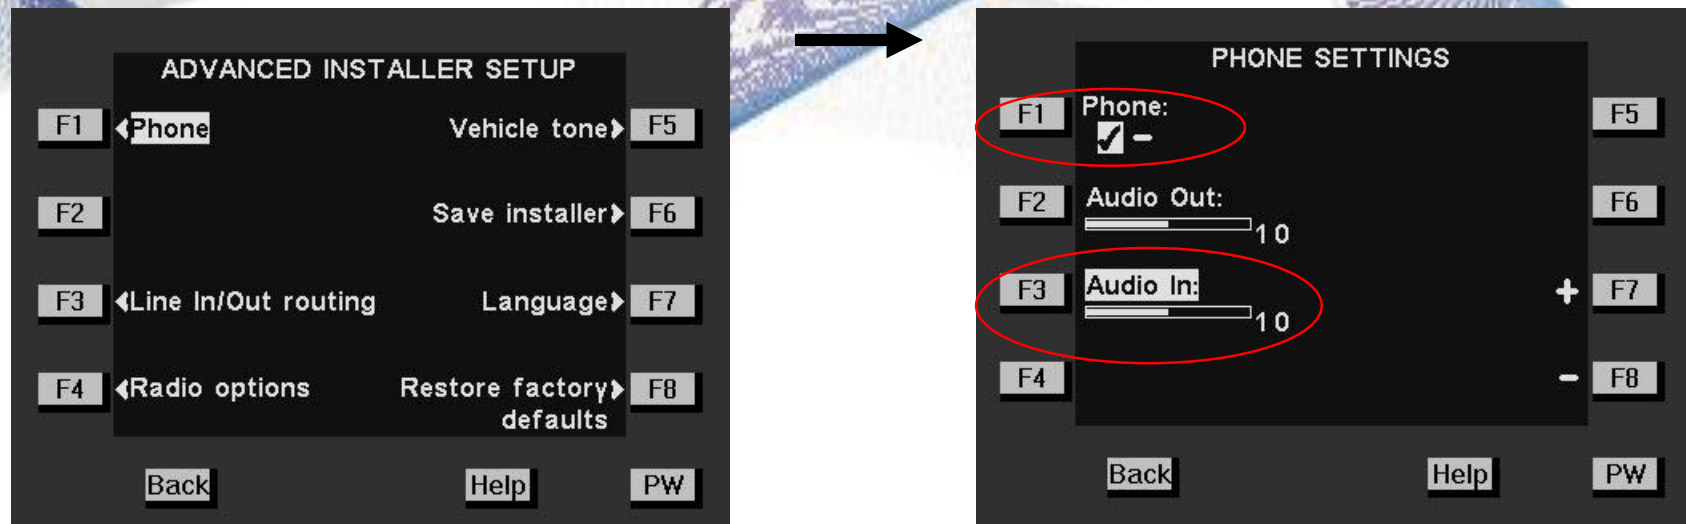 ADVANCED INSTALLER SETUP
F1 Phone Vehicle tone F5
F2 Save installer F6
F3 Line In/Out routing Language F7
F4 Radio options Restore factory F8
defaults
Back Help PW
PHONE SETTINGS
F1 Phone: F5
✓ -
F2 Audio Out: F6
10
F3 Audio In: + F7
10
F4 - F8
Back Help PW